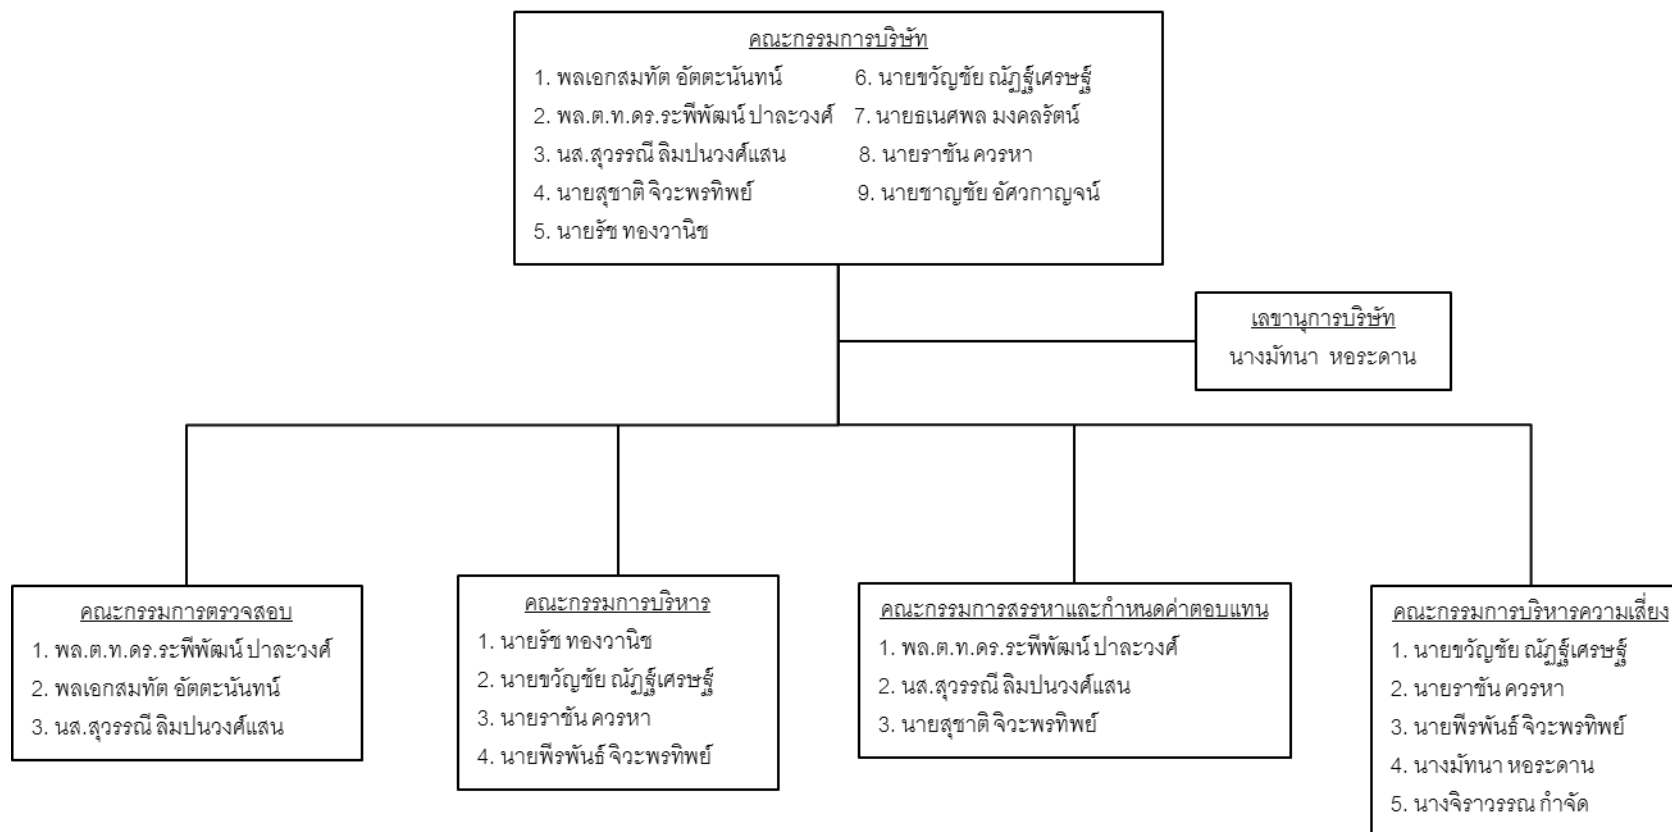 คณะกรรมการบริษัท
1. พลเอกสมทัต อัตตะนันทน์
2. พล.ต.ท.ดร.ระพีพัฒน์ ปาละวงศ์
3. นส.สุวรรณี ลิมปนวงศ์แสน
4. นายสุชาติ จิวะพรทิพย์
5. นายรัช ทองวานิช
6. นายขวัญชัย ณัฏฐ์เศรษฐ์
7. นายธเนศพล มงคลรัตน์
8. นายราชัน ควรหา
9. นายชาญชัย อัศวกาญจน์
เลขานุการบริษัท
นางมัทนา หอระดาน
คณะกรรมการตรวจสอบ
1. พล.ต.ท.ดร.ระพีพัฒน์ ปาละวงศ์
2. พลเอกสมทัต อัตตะนันทน์
3. นส.สุวรรณี ลิมปนวงศ์แสน
คณะกรรมการบริหาร
1. นายรัช ทองวานิช
2. นายขวัญชัย ณัฏฐ์เศรษฐ์
3. นายราชัน ควรหา
4. นายพีรพันธ์ จิวะพรทิพย์
คณะกรรมการสรรหาและกำหนดค่าตอบแทน
1. พล.ต.ท.ดร.ระพีพัฒน์ ปาละวงศ์
2. นส.สุวรรณี ลิมปนวงศ์แสน
3. นายสุชาติ จิวะพรทิพย์
คณะกรรมการบริหารความเสี่ยง
1. นายขวัญชัย ณัฏฐ์เศรษฐ์
2. นายราชัน ควรหา
3. นายพีรพันธ์ จิวะพรทิพย์
4. นางมัทนา หอระดาน
5. นางจิราวรรณ กำจัด